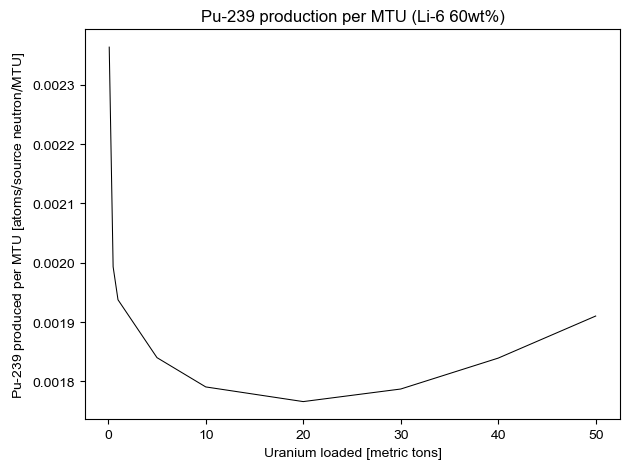 Pu-239 production per MTU (Li-6 60wt%)
Pu-239 produced per MTU [atoms/source neutron/MTU]
0.0023
0.0022
0.0021
0.0020
0.0019
0.0018
0 10 20 30 40 50
Uranium loaded [metric tons]